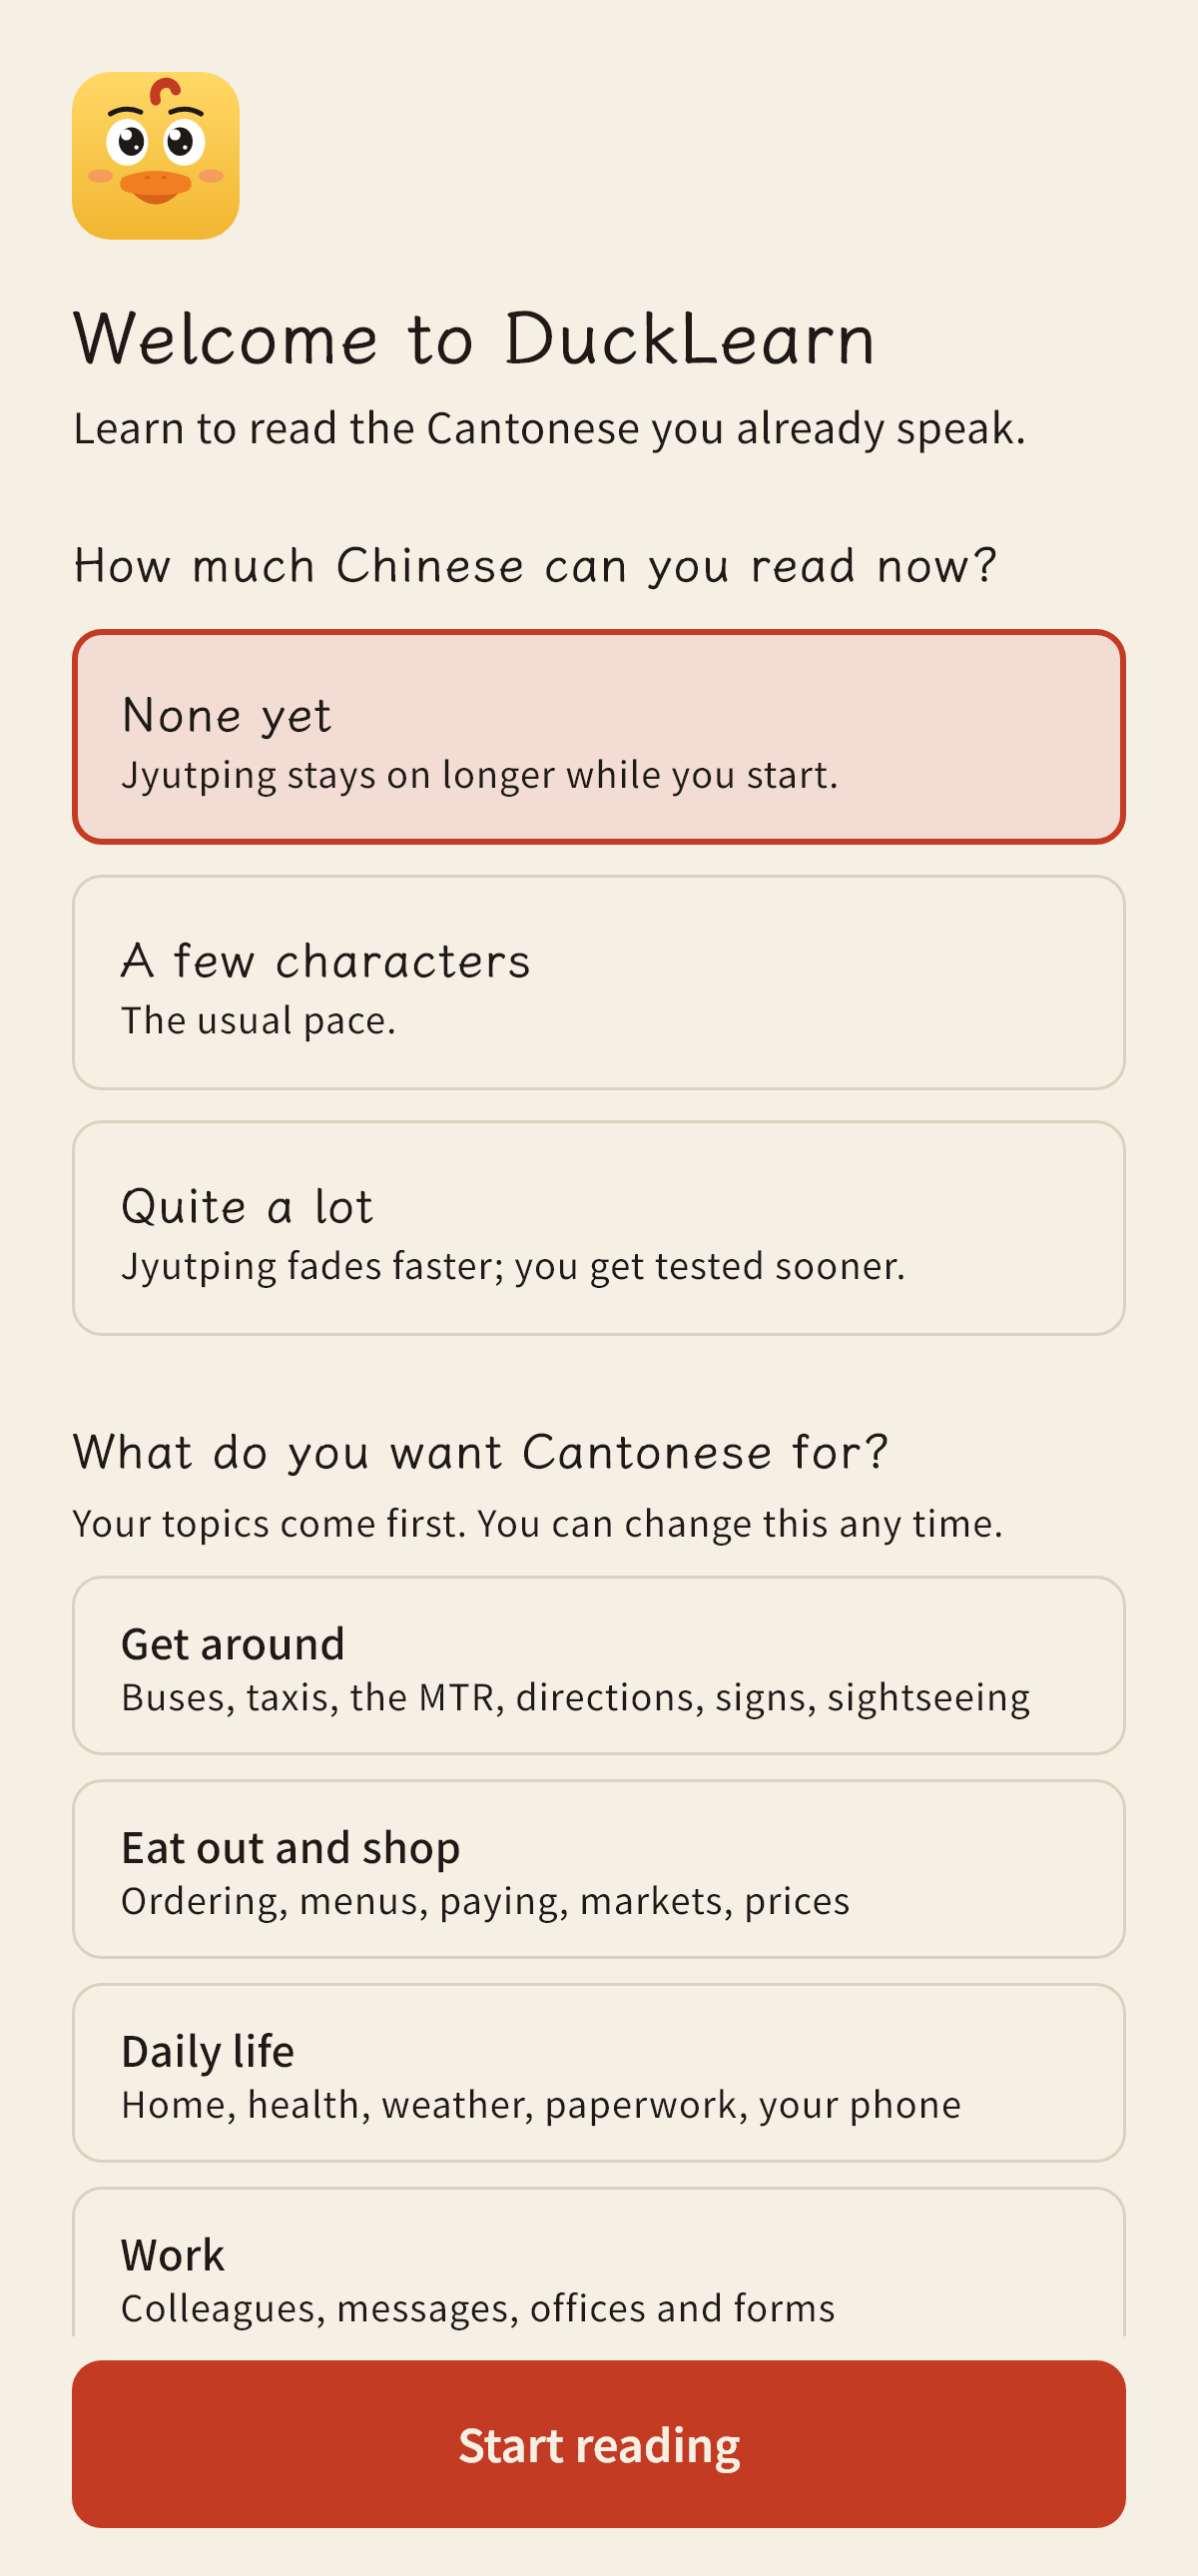 Welcome to DuckLearn
Learn to read the Cantonese you already speak.
How much Chinese can you read now?
None yet
Jyutping stays on longer while you start.
A few characters
The usual pace.
Quite a lot
Jyutping fades faster; you get tested sooner.
What do you want Cantonese for?
Your topics come first. You can change this any time.
Get around
Buses, taxis, the MTR, directions, signs, sightseeing
Eat out and shop
Ordering, menus, paying, markets, prices
Daily life
Home, health, weather, paperwork, your phone
Work
Colleagues, messages, offices and forms
Start reading